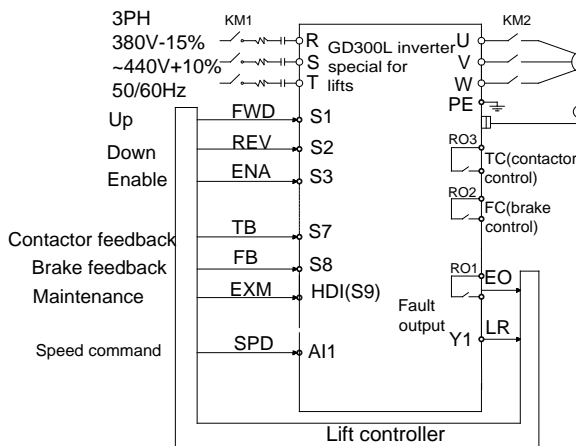 3PH
380V-15%
~440V+10%
50/60Hz
KM1
R
S
T
GD300L inverter
special for
lifts
U
V
W
PE
KM2
Up
FWD
S1
Down
REV
S2
Enable
ENA
S3
Contactor feedback
TB
S7
Brake feedback
FB
S8
Maintenance
EXM
HDI(S9)
Speed command
SPD
AI1
RO3
TC(contactor
control)
RO2
FC(brake
control)
RO1
EO
Fault
output
Y1
LR
Lift controller